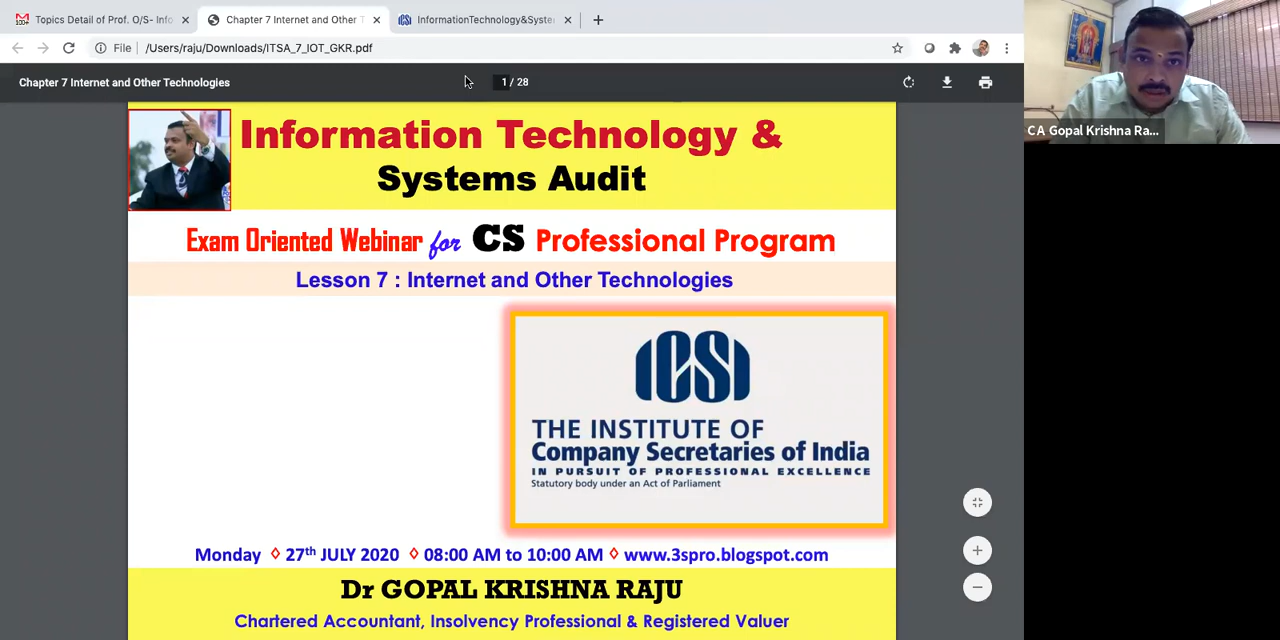 Topics Detail of Prof. O/S- Info
Chapter 7 Internet and Other T
InformationTechnology&Syste
File
/Users/raju/Downloads/ITSA_7_IOT_GKR.pdf
Chapter 7 Internet and Other Technologies
1 / 28
CA Gopal Krishna Ra...
Information Technology &
Systems Audit
Exam Oriented Webinar for CS Professional Program
Lesson 7 : Internet and Other Technologies
ICSI
THE INSTITUTE OF
Company Secretaries of India
IN PURSUIT OF PROFESSIONAL EXCELLENCE
Statutory body under an Act of Parliament
Monday ◊ 27th JULY 2020 ◊ 08:00 AM to 10:00 AM ◊ www.3spro.blogspot.com
Dr GOPAL KRISHNA RAJU
Chartered Accountant, Insolvency Professional & Registered Valuer